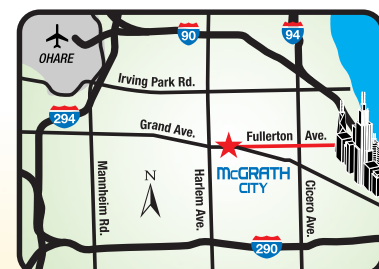 90
94
OHARE
Irving Park Rd.
294
Grand Ave.
Fullerton Ave.
McGRATH
CITY
N
Mannheim Rd.
Harlem Ave.
Cicero Ave.
290